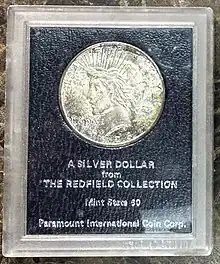 A SILVER DOLLAR
from
THE REDFIELD COLLECTION
Mint State 60
Paramount International Coin Corp.